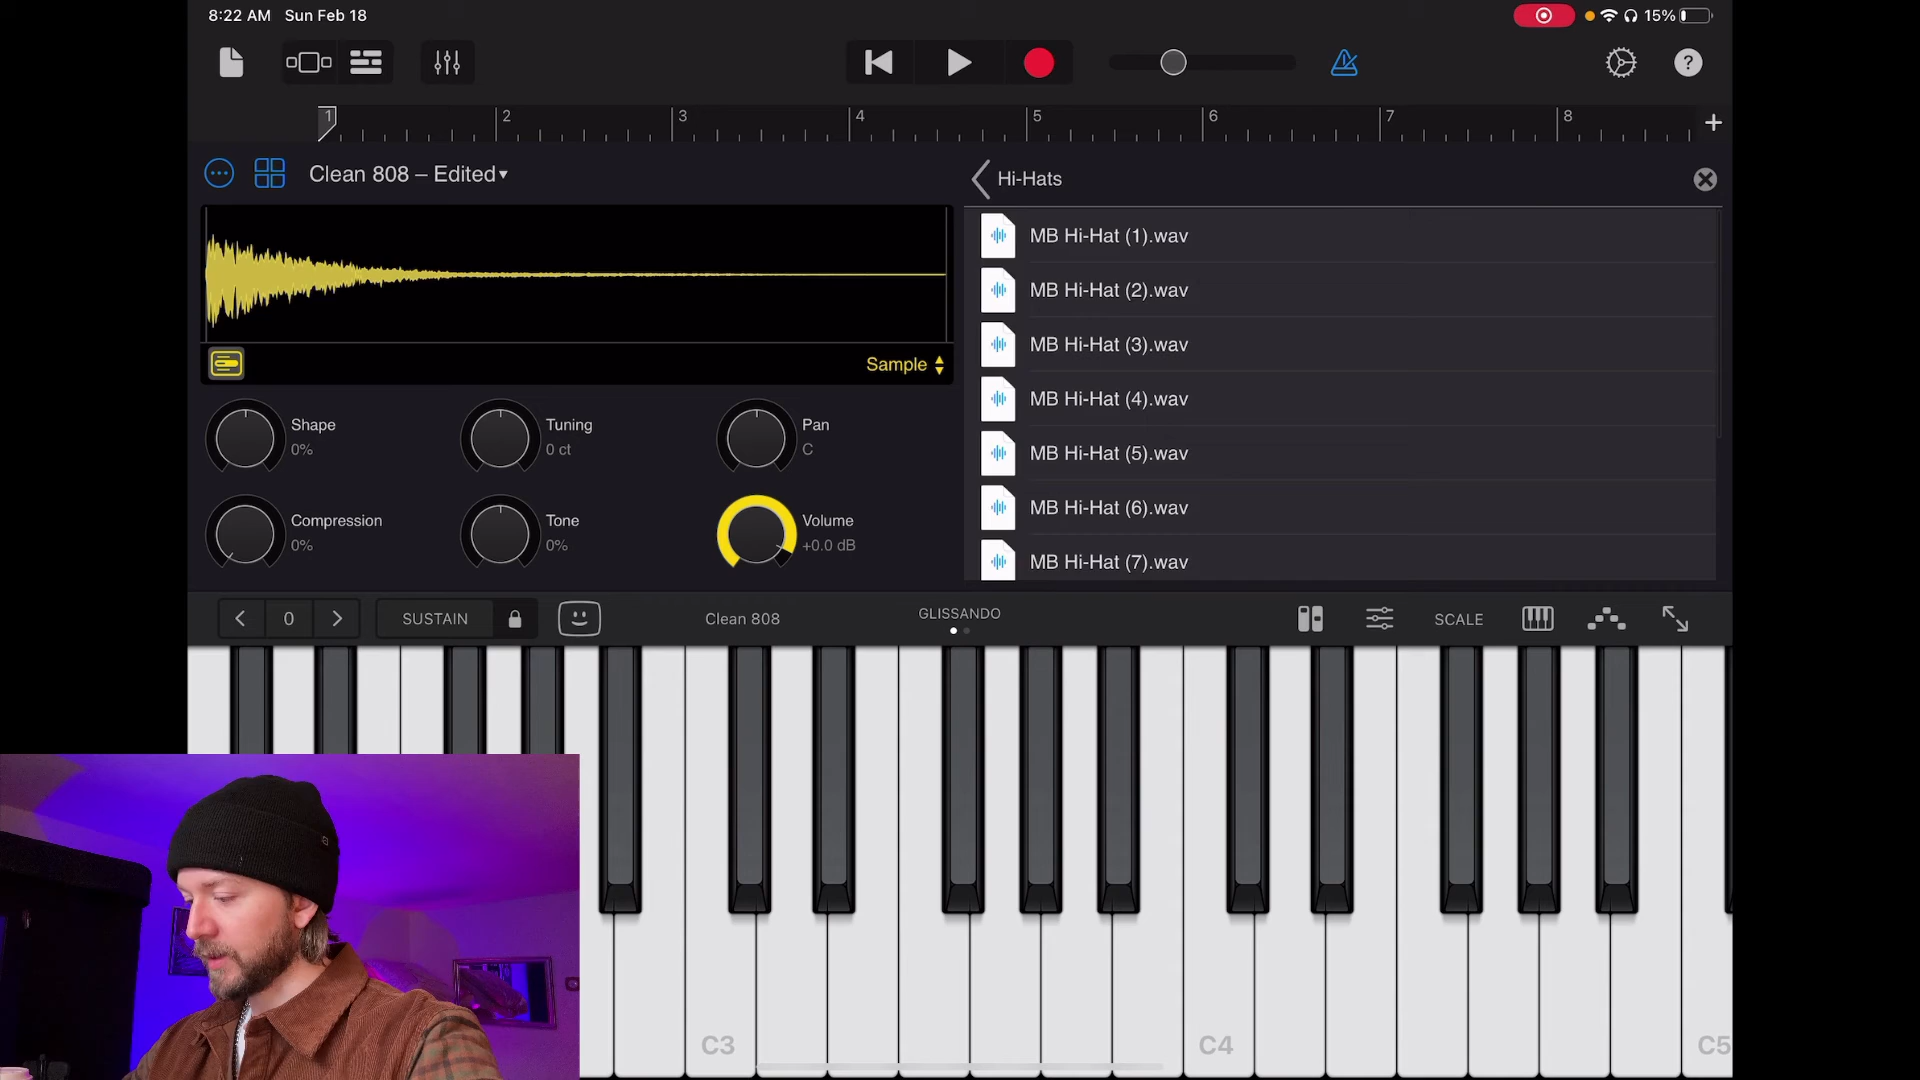 8:22 AM Sun Feb 18
15%
1 2 3 4 5 6 7 8 +
Clean 808 – Edited
Hi-Hats
MB Hi-Hat (1).wav
MB Hi-Hat (2).wav
MB Hi-Hat (3).wav
MB Hi-Hat (4).wav
MB Hi-Hat (5).wav
MB Hi-Hat (6).wav
MB Hi-Hat (7).wav
Sample
Shape
0%
Tuning
0 ct
Pan
C
Compression
0%
Tone
0%
Volume
+0.0 dB
0 SUSTAIN Clean 808 GLISSANDO SCALE
C3 C4 C5